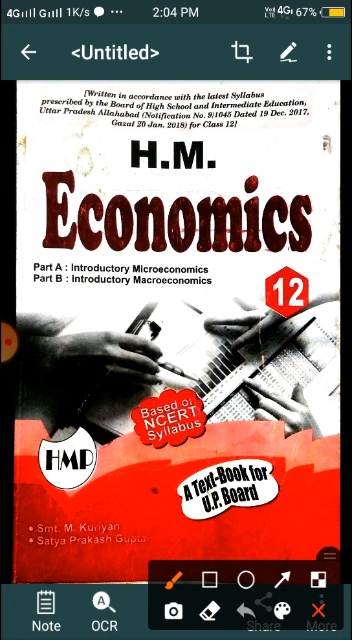 4G 1K/s 2:04 PM Vo) LTE 4G 67%
<Untitled>
[Written in accordance with the latest Syllabus
prescribed by the Board of High School and Intermediate Education,
Uttar Pradesh Allahabad (Notification No. 9/1045 Dated 19 Dec. 2017,
Gazat 20 Jan. 2018) for Class 12]
H.M.
Economics
Part A : Introductory Microeconomics
Part B : Introductory Macroeconomics
12
Based on
NCERT
Syllabus
HMP
A Text-Book for
U.P. Board
• Smt. M. Kuriyan
• Satya Prakash Gupta
Note
OCR
Share
More